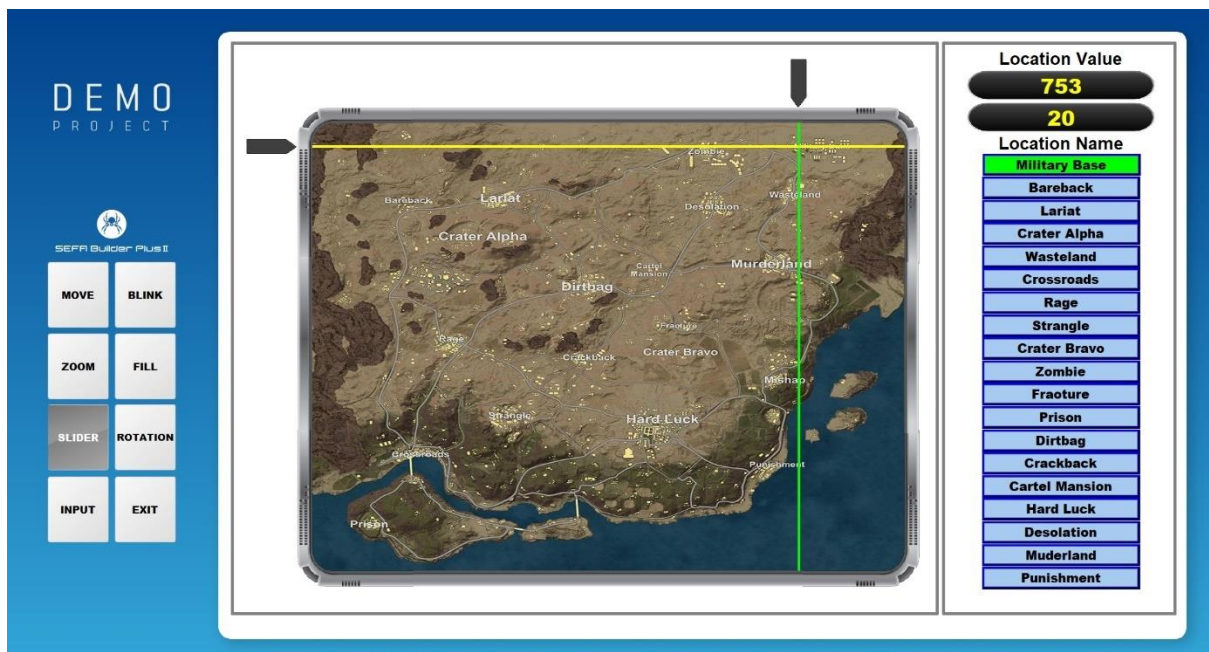 DEMO
PROJECT
SEFA Builder Plus II
MOVE
BLINK
ZOOM
FILL
SLIDER
ROTATION
INPUT
EXIT
Zombie
Bareback
Lariat
Wasteland
Desolation
Crater Alpha
Cartel
Mansion
Murderland
Dirtbag
Fraoture
Rage
Crackback
Crater Bravo
Mishap
Strangle
Hard Luck
Crossroads
Punishment
Prison
Location Value
753
20
Location Name
Military Base
Bareback
Lariat
Crater Alpha
Wasteland
Crossroads
Rage
Strangle
Crater Bravo
Zombie
Fraoture
Prison
Dirtbag
Crackback
Cartel Mansion
Hard Luck
Desolation
Muderland
Punishment